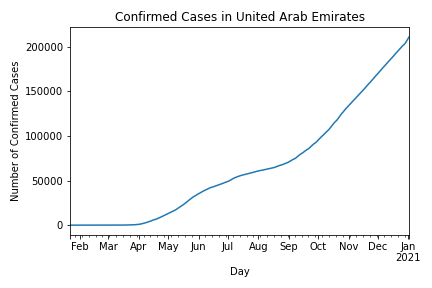 Confirmed Cases in United Arab Emirates
Number of Confirmed Cases
200000
150000
100000
50000
0
Feb Mar Apr May Jun Jul Aug Sep Oct Nov Dec Jan
2021
Day